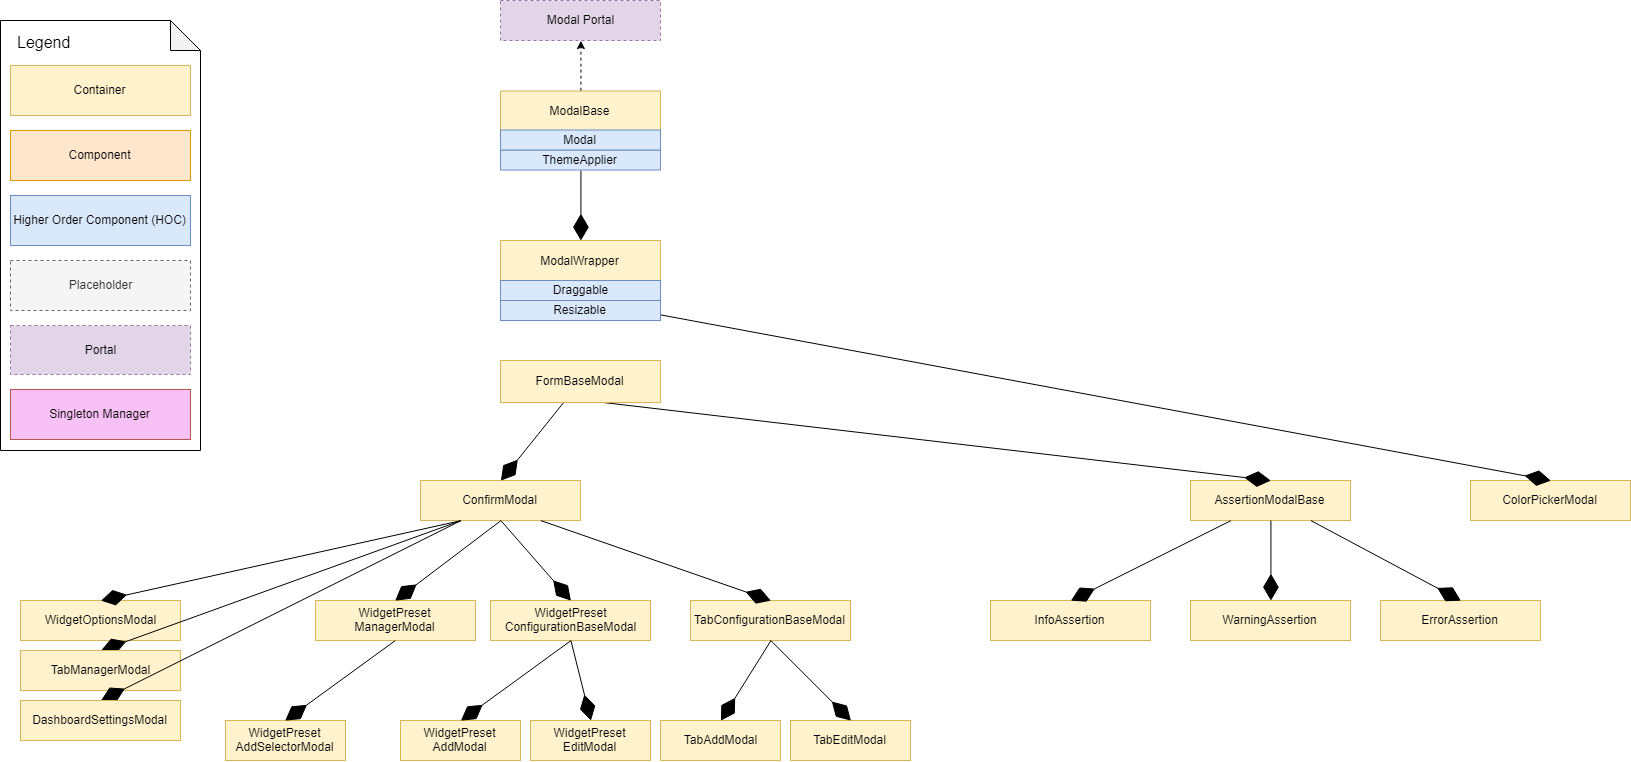 Modal Portal
Legend
Container
Component
Higher Order Component (HOC)
Placeholder
Portal
Singleton Manager
ModalBase
Modal
ThemeApplier
ModalWrapper
Draggable
Resizable
FormBaseModal
ConfirmModal
AssertionModalBase
ColorPickerModal
WidgetOptionsModal
TabManagerModal
DashboardSettingsModal
WidgetPreset
ManagerModal
WidgetPreset
ConfigurationBaseModal
TabConfigurationBaseModal
InfoAssertion
WarningAssertion
ErrorAssertion
WidgetPreset
AddSelectorModal
WidgetPreset
AddModal
WidgetPreset
EditModal
TabAddModal
TabEditModal